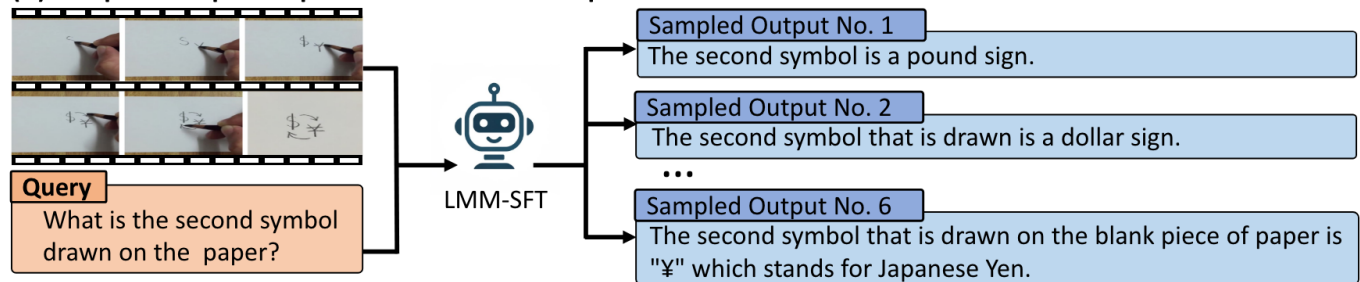 Sampled Output No. 1
The second symbol is a pound sign.
Sampled Output No. 2
The second symbol that is drawn is a dollar sign.
...
Sampled Output No. 6
The second symbol that is drawn on the blank piece of paper is
"¥" which stands for Japanese Yen.
LMM-SFT
Query
What is the second symbol
drawn on the paper?
$ ¥